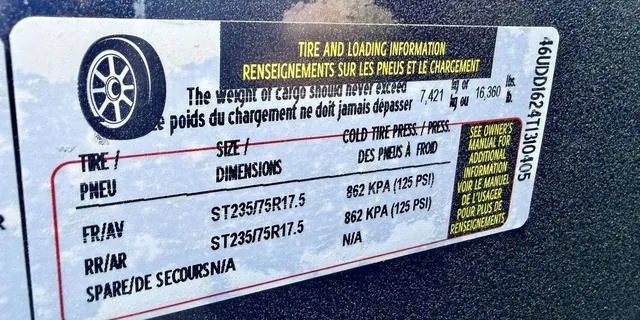 TIRE AND LOADING INFORMATION
RENSEIGNEMENTS SUR LES PNEUS ET LE CHARGEMENT
The weight of cargo should never exceed 7,421 kg or 16,360 lbs.
le poids du chargement ne doit jamais dépasser kg ou lb.
TIRE / SIZE / COLD TIRE PRESS. / PRESS.
PNEU DIMENSIONS DES PNEUS À FROID
FR/AV ST235/75R17.5 862 KPA (125 PSI)
RR/AR ST235/75R17.5 862 KPA (125 PSI)
SPARE/DE SECOURS N/A N/A
SEE OWNER'S
MANUAL FOR
ADDITIONAL
INFORMATION
VOIR LE MANUEL
DE L'USAGER
POUR PLUS DE
RENSEIGNEMENTS
46UDD1624T1310405